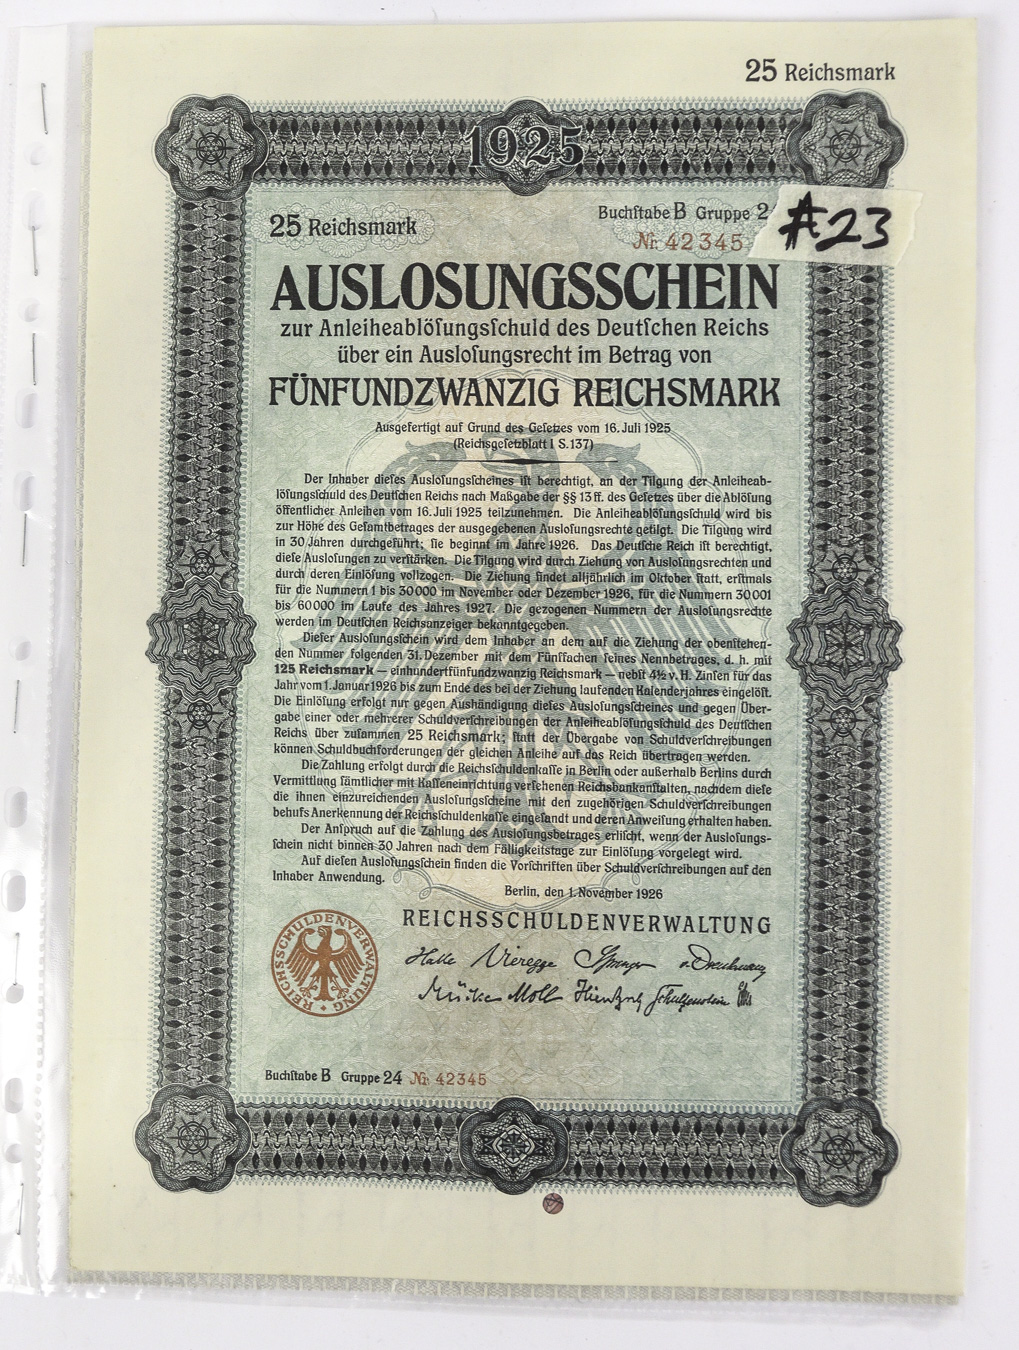 25 Reichsmark
1925
25 Reichsmark
Buchſtabe B Gruppe 2
#23
№ 42345
AUSLOSUNGSSCHEIN
zur Anleiheablöſungsſchuld des Deutſchen Reichs
über ein Ausloſungsrecht im Betrag von
FÜNFUNDZWANZIG REICHSMARK
Ausgefertigt auf Grund des Geſetzes vom 16. Juli 1925
(Reichsgeſetzblatt I S. 137)
Der Inhaber dieſes Ausloſungsſcheines iſt berechtigt, an der Tilgung der Anleiheab-
löſungsſchuld des Deutſchen Reichs nach Maßgabe der §§ 13 ff. des Geſetzes über die Ablöſung
öffentlicher Anleihen vom 16. Juli 1925 teilzunehmen. Die Anleiheablöſungsſchuld wird bis
zur Höhe des Geſamtbetrages der ausgegebenen Ausloſungsrechte getilgt. Die Tilgung wird
in 30 Jahren durchgeführt; ſie beginnt im Jahre 1926. Das Deutſche Reich iſt berechtigt,
dieſe Ausloſungen zu verſtärken. Die Tilgung wird durch Ziehung von Ausloſungsrechten und
durch deren Einlöſung vollzogen. Die Ziehung findet alljährlich im Oktober ſtatt, erſtmals
für die Nummern 1 bis 30000 im November oder Dezember 1926, für die Nummern 30001
bis 60000 im Laufe des Jahres 1927. Die gezogenen Nummern der Ausloſungsrechte
werden im Deutſchen Reichsanzeiger bekanntgegeben.
Dieſer Ausloſungsſchein wird dem Inhaber an dem auf die Ziehung der obenſtehen-
den Nummer folgenden 31. Dezember mit dem Fünffachen ſeines Nennbetrages, d. h. mit
125 Reichsmark — einhundertfünfundzwanzig Reichsmark — nebſt 4½ v. H. Zinſen für das
Jahr vom 1. Januar 1926 bis zum Ende des bei der Ziehung laufenden Kalenderjahres eingelöſt.
Die Einlöſung erfolgt nur gegen Aushändigung dieſes Ausloſungsſcheines und gegen Über-
gabe einer oder mehrerer Schuldverſchreibungen der Anleiheablöſungsſchuld des Deutſchen
Reichs über zuſammen 25 Reichsmark; ſtatt der Übergabe von Schuldverſchreibungen
können Schuldbuchforderungen der gleichen Anleihe auf das Reich übertragen werden.
Die Zahlung erfolgt durch die Reichsſchuldenkaſſe in Berlin oder außerhalb Berlins durch
Vermittlung ſämtlicher mit Kaſſeneinrichtung verſehenen Reichsbankanſtalten, nachdem dieſe
die ihnen einzureichenden Ausloſungsſcheine mit den zugehörigen Schuldverſchreibungen
behufs Anerkennung der Reichsſchuldenkaſſe eingeſandt und deren Anweiſung erhalten haben.
Der Anſpruch auf die Zahlung des Ausloſungsbetrages erliſcht, wenn der Ausloſungs-
ſchein nicht binnen 30 Jahren nach dem Fälligkeitstage zur Einlöſung vorgelegt wird.
Auf dieſen Ausloſungsſchein finden die Vorſchriften über Schuldverſchreibungen auf den
Inhaber Anwendung.
Berlin, den 1. November 1926
REICHSSCHULDENVERWALTUNG
REICHSSCHULDENVERWALTUNG
Halle Vieregge
Mücke Moll
Buchſtabe B Gruppe 24 № 42345